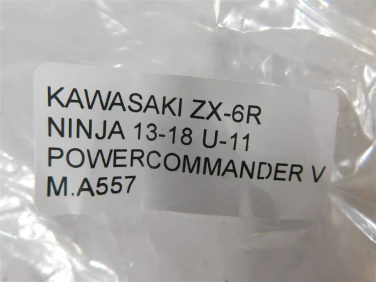 KAWASAKI ZX-6R
NINJA 13-18 U-11
POWERCOMMANDER V
M.A557